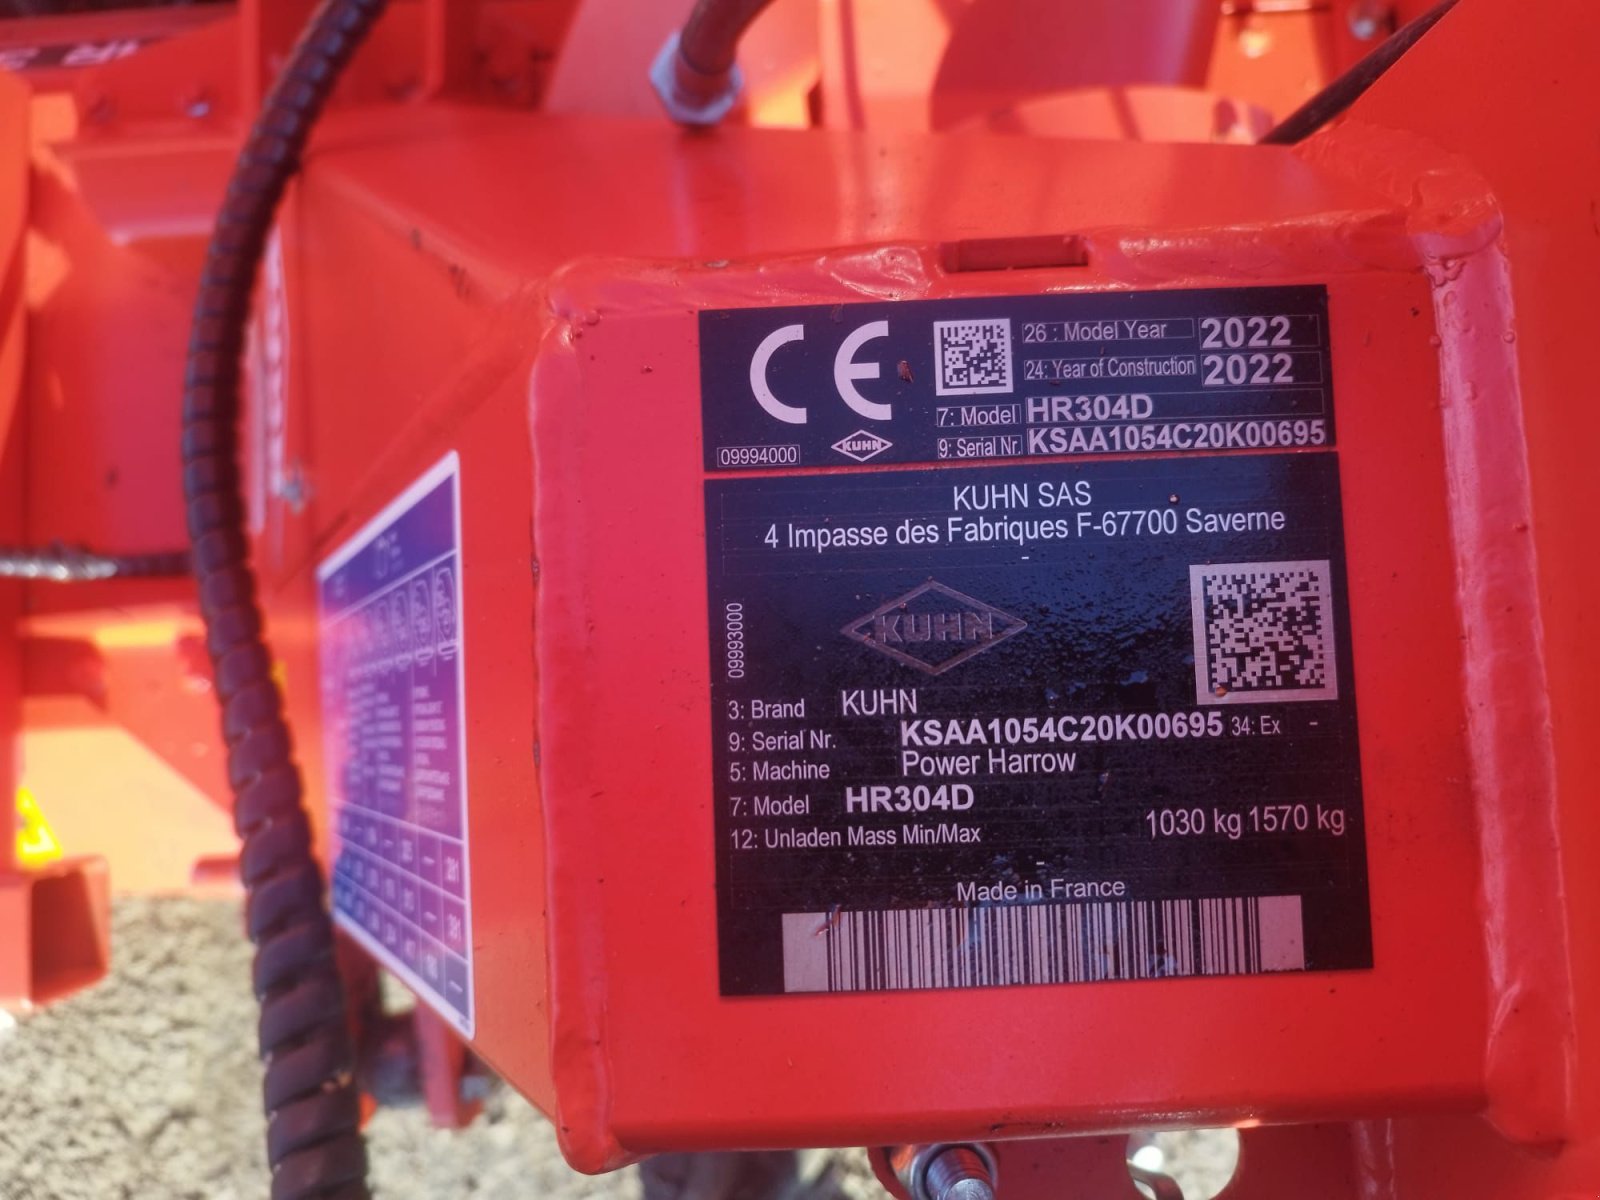 CE
26 : Model Year 2022
24: Year of Construction 2022
7: Model HR304D
9: Serial Nr. KSAA1054C20K00695
09994000
KUHN
KUHN SAS
4 Impasse des Fabriques F-67700 Saverne
-
KUHN
09993000
3: Brand KUHN
9: Serial Nr. KSAA1054C20K00695 34: Ex -
5: Machine Power Harrow
7: Model HR304D
12: Unladen Mass Min/Max 1030 kg 1570 kg
-
Made in France